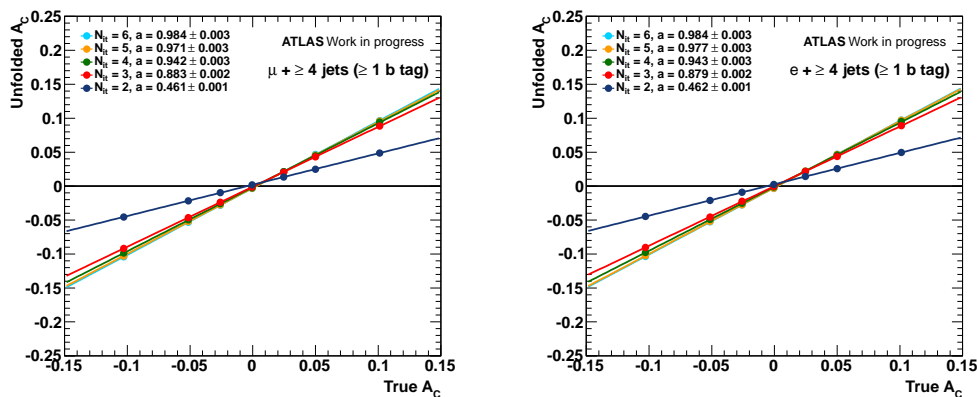 Unfolded A_C
0.25
0.2
0.15
0.1
0.05
0
-0.05
-0.1
-0.15
-0.2
-0.25
N_it = 6, a = 0.984 ± 0.003
N_it = 5, a = 0.971 ± 0.003
N_it = 4, a = 0.942 ± 0.003
N_it = 3, a = 0.883 ± 0.002
N_it = 2, a = 0.461 ± 0.001
ATLAS Work in progress
μ + ≥ 4 jets (≥ 1 b tag)
-0.15 -0.1 -0.05 0 0.05 0.1 0.15
True A_C
Unfolded A_C
0.25
0.2
0.15
0.1
0.05
0
-0.05
-0.1
-0.15
-0.2
-0.25
N_it = 6, a = 0.984 ± 0.003
N_it = 5, a = 0.977 ± 0.003
N_it = 4, a = 0.943 ± 0.003
N_it = 3, a = 0.879 ± 0.002
N_it = 2, a = 0.462 ± 0.001
ATLAS Work in progress
e + ≥ 4 jets (≥ 1 b tag)
-0.15 -0.1 -0.05 0 0.05 0.1 0.15
True A_C